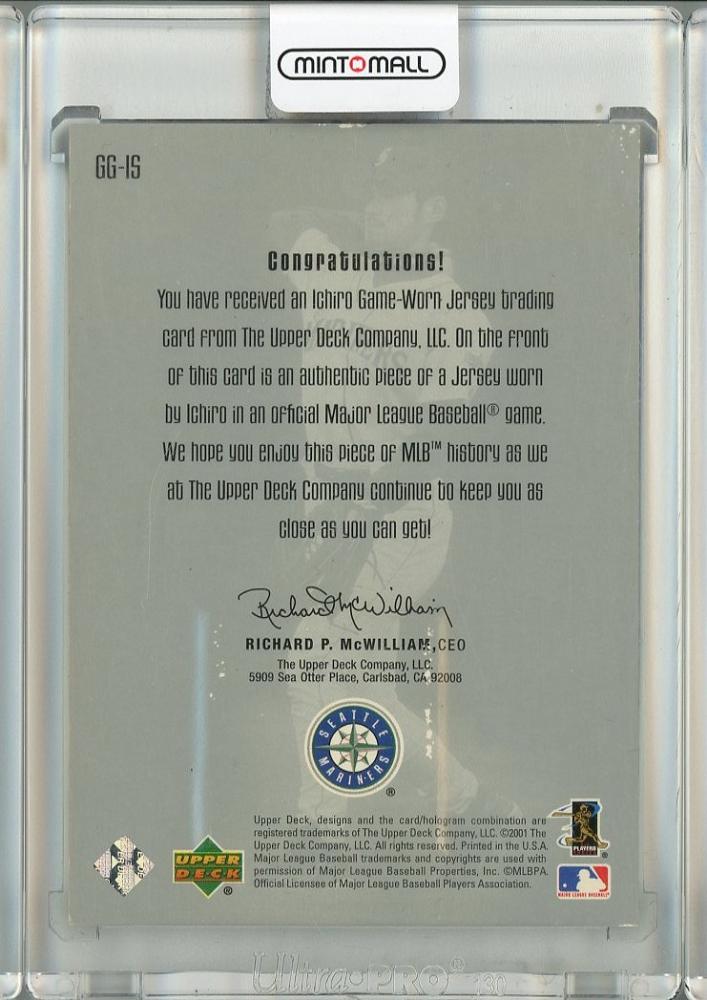 MINTOMALL
GG-IS
Congratulations!
You have received an Ichiro Game-Worn Jersey trading
card from The Upper Deck Company, LLC. On the front
of this card is an authentic piece of a Jersey worn
by Ichiro in an official Major League Baseball® game.
We hope you enjoy this piece of MLB™ history as we
at The Upper Deck Company continue to keep you as
close as you can get!
Richard McWilliam
RICHARD P. McWILLIAM, CEO
The Upper Deck Company, LLC.
5909 Sea Otter Place, Carlsbad, CA 92008
SEATTLE
MARINERS
®
Upper Deck, designs and the card/hologram combination are
registered trademarks of The Upper Deck Company, LLC. ©2001 The
Upper Deck Company, LLC. All rights reserved. Printed in the U.S.A.
Major League Baseball trademarks and copyrights are used with
permission of Major League Baseball Properties, Inc. ©MLBPA
Official Licensee of Major League Baseball Players Association.
UPPER
DECK
®
PLAYERS
®
MAJOR LEAGUE BASEBALL
Ultra•PRO® 130